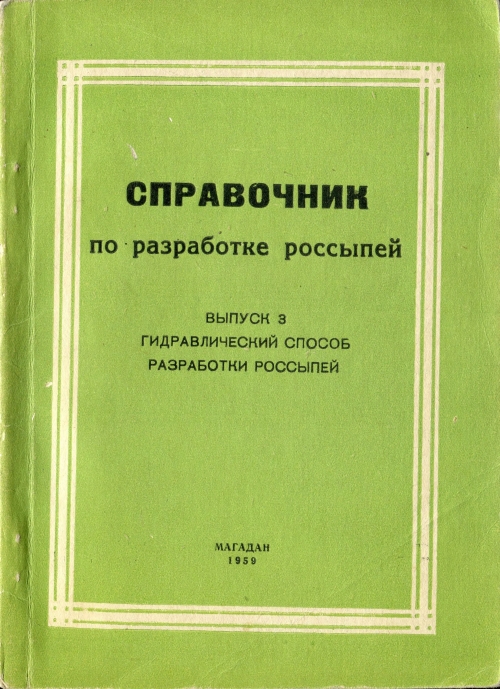 СПРАВОЧНИК
по разработке россыпей
ВЫПУСК 3
ГИДРАВЛИЧЕСКИЙ СПОСОБ
РАЗРАБОТКИ РОССЫПЕЙ
МАГАДАН
1959